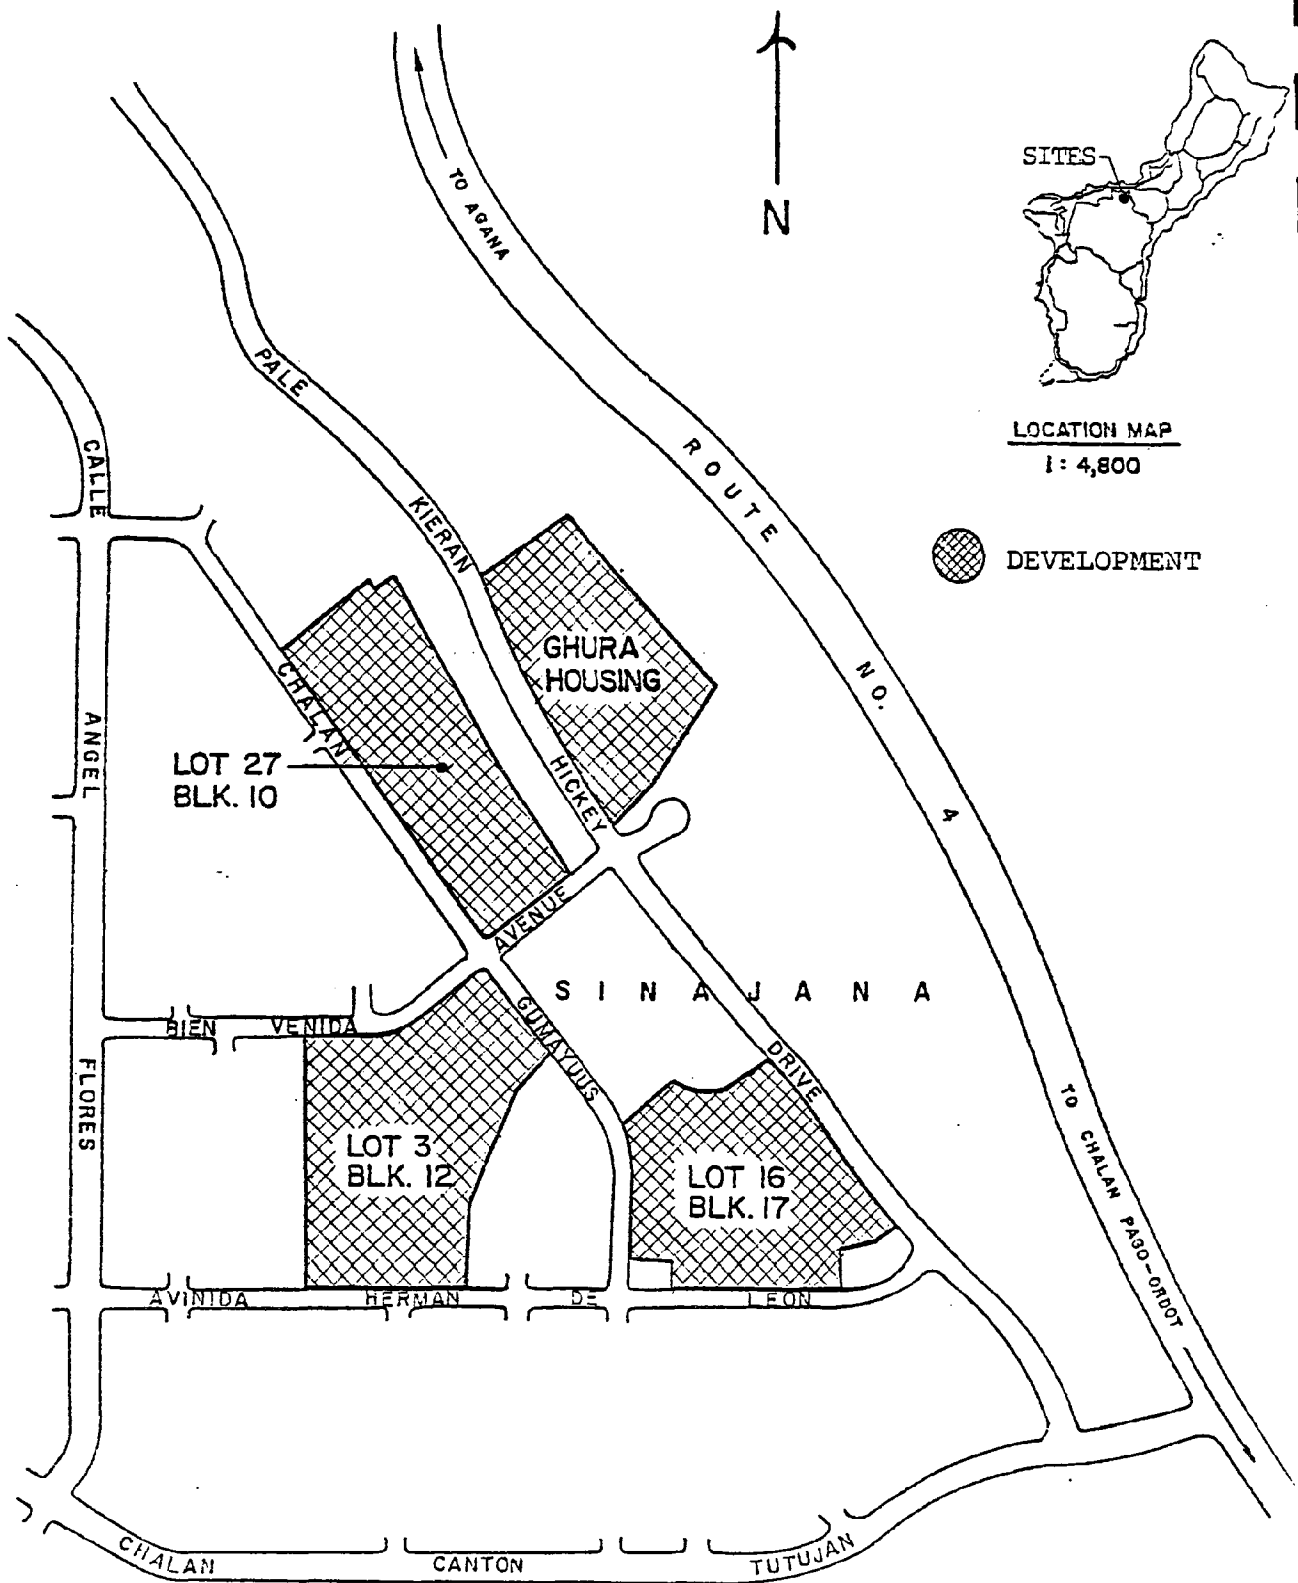 N
SITES
LOCATION MAP
1: 4,800
DEVELOPMENT
TO AGANA
ROUTE NO. 4
TO CHALAN PAGO-ORDOT
PALE KIERAN HICKEY DRIVE
CALLE ANGEL FLORES
GHURA
HOUSING
CHALAN GUMAYUUS
LOT 27
BLK. 10
AVENUE
SINAJANA
BIEN VENIDA
LOT 3
BLK. 12
LOT 16
BLK. 17
AVINIDA HERMAN DE LEON
CHALAN CANTON TUTUJAN